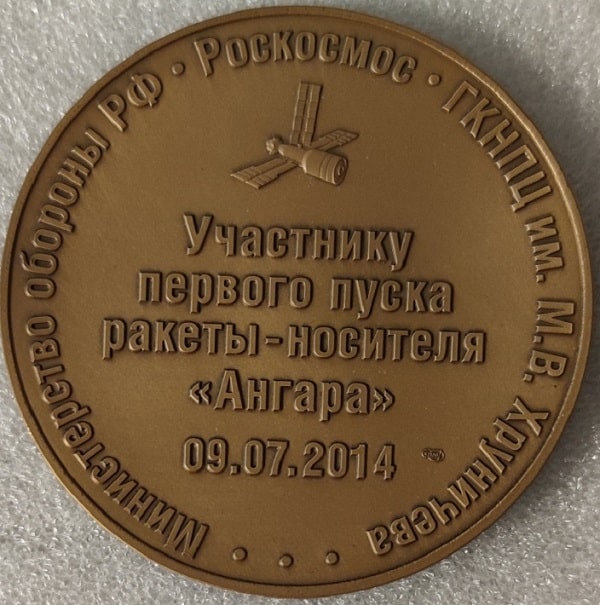 Министерство обороны РФ • Роскосмос • ГКНПЦ им. М.В. Хруничева
Участнику
первого пуска
ракеты-носителя
«Ангара»
09.07.2014